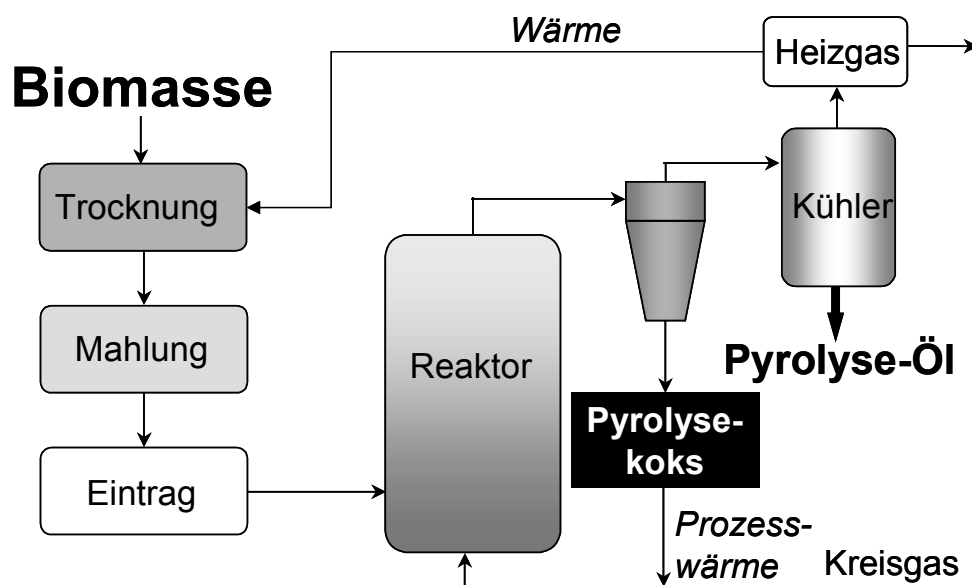 Wärme
Heizgas
Biomasse
Trocknung
Kühler
Mahlung
Reaktor
Pyrolyse-Öl
Pyrolyse-
koks
Eintrag
Prozess-
wärme
Kreisgas